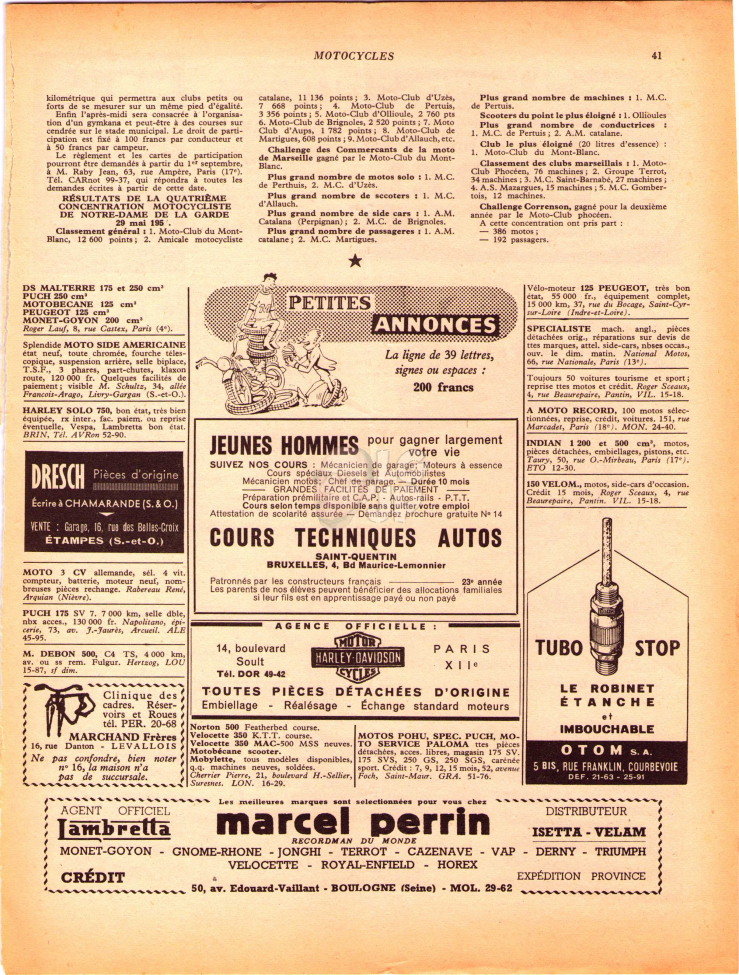 MOTOCYCLES
41
kilométrique qui permettra aux clubs petits ou
forts de se mesurer sur un même pied d'égalité.
Enfin l'après-midi sera consacrée à l'organisa-
tion d'un gymkana et peut-être à des courses sur
cendrée sur le stade municipal. Le droit de parti-
cipation est fixé à 100 francs par conducteur et
à 50 francs par campeur.
Le règlement et les cartes de participation
pourront être demandés à partir du 1er septembre,
à M. Raby Jean, 63, rue Ampère, Paris (17e).
Tél. CARnot 99-37, qui répondra à toutes les
demandes écrites à partir de cette date.
RÉSULTATS DE LA QUATRIÈME
CONCENTRATION MOTOCYCLISTE
DE NOTRE-DAME DE LA GARDE
29 mai 195 .
Classement général : 1. Moto-Club du Mont-
Blanc, 12 600 points ; 2. Amicale motocycliste
catalane, 11 136 points ; 3. Moto-Club d'Uzès,
7 668 points ; 4. Moto-Club de Pertuis,
3 356 points ; 5. Moto-Club d'Ollioule, 2 760 pts
6. Moto-Club de Brignoles, 2 520 points ; 7. Moto
Club d'Aups, 1 782 points ; 8. Moto-Club de
Martigues, 608 points ; 9. Moto-Club d'Allauch, etc.
Challenge des Commerçants de la moto
de Marseille gagné par le Moto-Club du Mont-
Blanc.
Plus grand nombre de motos solo : 1. M.C.
de Perthuis, 2. M.C. d'Uzès.
Plus grand nombre de sccoters : 1. M.C.
d'Allauch.
Plus grand nombre de side cars : 1. A.M.
Catalana (Perpignan) ; 2. M.C. de Brignoles.
Plus grand nombre de passageres : 1. A.M.
catalane ; 2. M.C. Martigues.
Plus grand nombre de machines : 1. M.C.
de Pertuis.
Scooters du point le plus éloigné : 1. Ollioules
Plus grand nombre de conductrices :
1. M.C. de Pertuis ; 2. A.M. catalane.
Club le plus éloigné (20 litres d'essence) :
1. Moto-Club du Mont-Blanc.
Classement des clubs marseillais : 1. Moto-
Club Phocéen, 76 machines ; 2. Groupe Terrot,
34 machines ; 3. M.C. Saint-Barnabé, 27 machines ;
4. A.S. Mazargues, 15 machines ; 5. M.C. Gomber-
tois, 12 machines.
Challenge Corrensson, gagné pour la deuxième
année par le Moto-Club phocéen.
A cette concentration ont pris part :
— 386 motos ;
— 192 passagers.
DS MALTERRE 175 et 250 cm³
PUCH 250 cm³
MOTOBECANE 125 cm³
PEUGEOT 125 cm³
MONET-GOYON 200 cm³
Roger Lauf, 8, rue Castex, Paris (4e).
Splendide MOTO SIDE AMERICAINE
état neuf, toute chromée, fourche téles-
copique, suspension arrière, selle biplace,
T.S.F., 3 phares, part-chutes, klaxon
route, 120 000 fr. Quelques facilités de
paiement ; visible M. Schultz, 34, allée
Francois-Arago, Livry-Gargan (S.-et-O.).
HARLEY SOLO 750, bon état, très bien
équipée, rx inter., fac. paiem. ou reprise
éventuelle, Vespa, Lambretta bon état.
BRIN, Tél. AVRon 52-90.
DRESCH Pièces d'origine
Ecrire à CHAMARANDE (S. & O.)
VENTE : Garage, 16, rue des Belles-Croix
ÉTAMPES (S.-et-O.)
MOTO 3 CV allemande, sél. 4 vit.
compteur, batterie, moteur neuf, nom-
breuses pièces rechange. Rabereau René,
Arquian (Nièvre).
PUCH 175 SV 7. 7 000 km, selle dble,
nbx acces., 130 000 fr. Napolitano, épi-
cerie, 73, av. J.-Jaurès, Arcueil. ALE
45-95.
M. DEBON 500, C4 TS, 4 000 km,
av. ou ss rem. Fulgur. Hertzog, LOU
15-87, sf dim.
Clinique des
cadres. Réser-
voirs et Roues
tél. PER. 20-68
MARCHAND Frères
16, rue Danton - LEVALLOIS
Ne pas confondre, bien noter
n° 16, la maison n'a
pas de succursale.
PETITES
ANNONCES
La ligne de 39 lettres,
signes ou espaces :
200 francs
JEUNES HOMMES pour gagner largement
votre vie
SUIVEZ NOS COURS : Mécanicien de garage, Moteurs à essence
Cours spéciaux Diesels et Automobilistes
Mécanicien motos, Chef de garage. — Durée 10 mois
— GRANDES FACILITÉS DE PAIEMENT —
Préparation prémilitaire et C.A.P. - Autos-rails - P.T.T.
Cours selon temps disponible sans quitter votre emploi
Attestation de scolarité assurée — Demandez brochure gratuite N° 14
COURS TECHNIQUES AUTOS
SAINT-QUENTIN
BRUXELLES, 4, Bd Maurice-Lemonnier
Patronnés par les constructeurs français — 23e année
Les parents de nos élèves peuvent bénéficier des allocations familiales
si leur fils est en apprentissage payé ou non payé
AGENCE OFFICIELLE :
14, boulevard
Soult
Tél. DOR 49-42
MOTOR
HARLEY-DAVIDSON
CYCLES
PARIS
XIIe
TOUTES PIÈCES DÉTACHÉES D'ORIGINE
Embiellage - Réalésage - Échange standard moteurs
Norton 500 Featherbed course.
Velocette 350 K.T.T. course.
Velocette 350 MAC-500 MSS neuves.
Motobécane scooter.
Mobylette, tous modèles disponibles,
q.q. machines neuves, soldées.
Cherrier Pierre, 21, boulevard H.-Sellier,
Suresnes. LON. 16-29.
MOTOS POHU, SPEC. PUCH, MO-
TO SERVICE PALOMA ttes pièces
détachées, acces. libres, magasin 175 SV,
175 SVS, 250 GS, 250 SGS, carénée
sport. Crédit : 7, 9, 12, 15 mois, 52, avenue
Foch, Saint-Maur. GRA. 51-76.
Vélo-moteur 125 PEUGEOT, très bon
état, 55 000 fr., équipement complet,
15 000 km, 37, rue du Bocage, Saint-Cyr-
sur-Loire (Indre-et-Loire).
SPECIALISTE mach. angl., pièces
détachées orig., réparations sur devis de
ttes marques, attel. side-cars, nbses occas.,
ouv. le dim. matin. National Motos,
66, rue Nationale, Paris (13e).
Toujours 50 voitures tourisme et sport ;
reprise ttes motos et crédit. Roger Sceaux,
4, rue Beaurepaire, Pantin, VIL. 15-18.
A MOTO RECORD, 100 motos sélec-
tionnées, reprise, crédit, voitures. 151, rue
Marcadet, Paris (18e). MON. 24-40.
INDIAN 1 200 et 500 cm³, motos,
pièces détachées, embiellages, pistons, etc.
Taury, 50, rue O.-Mirbeau, Paris (17e).
ETO 12-30.
150 VELOM., motos, side-cars d'occasion.
Crédit 15 mois, Roger Sceaux, 4, rue
Beaurepaire, Pantin. VIL. 15-18.
TUBO STOP
LE ROBINET
ÉTANCHE
et
IMBOUCHABLE
OTOM S.A.
5 BIS, RUE FRANKLIN, COURBEVOIE
DEF. 21-63 - 25-91
Les meilleures marques sont selectionnées pour vous chez
AGENT OFFICIEL
Lambretta
marcel perrin
RECORDMAN DU MONDE
DISTRIBUTEUR
ISETTA - VELAM
MONET-GOYON - GNOME-RHONE - JONGHI - TERROT - CAZENAVE - VAP - DERNY - TRIUMPH
VELOCETTE - ROYAL-ENFIELD - HOREX
CRÉDIT
EXPÉDITION PROVINCE
50, av. Edouard-Vaillant - BOULOGNE (Seine) - MOL. 29-62